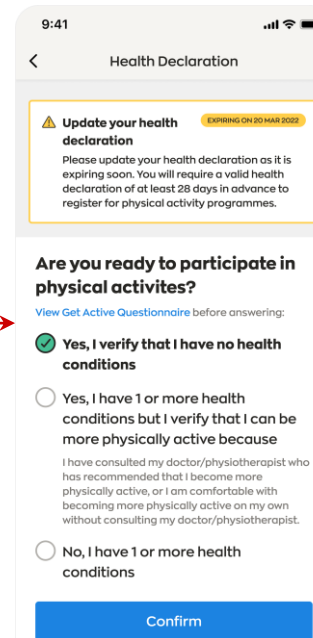 9:41
Health Declaration
Update your health
declaration
EXPIRING ON 20 MAR 2022
Please update your health declaration as it is
expiring soon. You will require a valid health
declaration of at least 28 days in advance to
register for physical activity programmes.
Are you ready to participate in
physical activites?
View Get Active Questionnaire before answering:
Yes, I verify that I have no health
conditions
Yes, I have 1 or more health
conditions but I verify that I can be
more physically active because
I have consulted my doctor/physiotherapist who
has recommended that I become more
physically active, or I am comfortable with
becoming more physically active on my own
without consulting my doctor/physiotherapist.
No, I have 1 or more health
conditions
Confirm